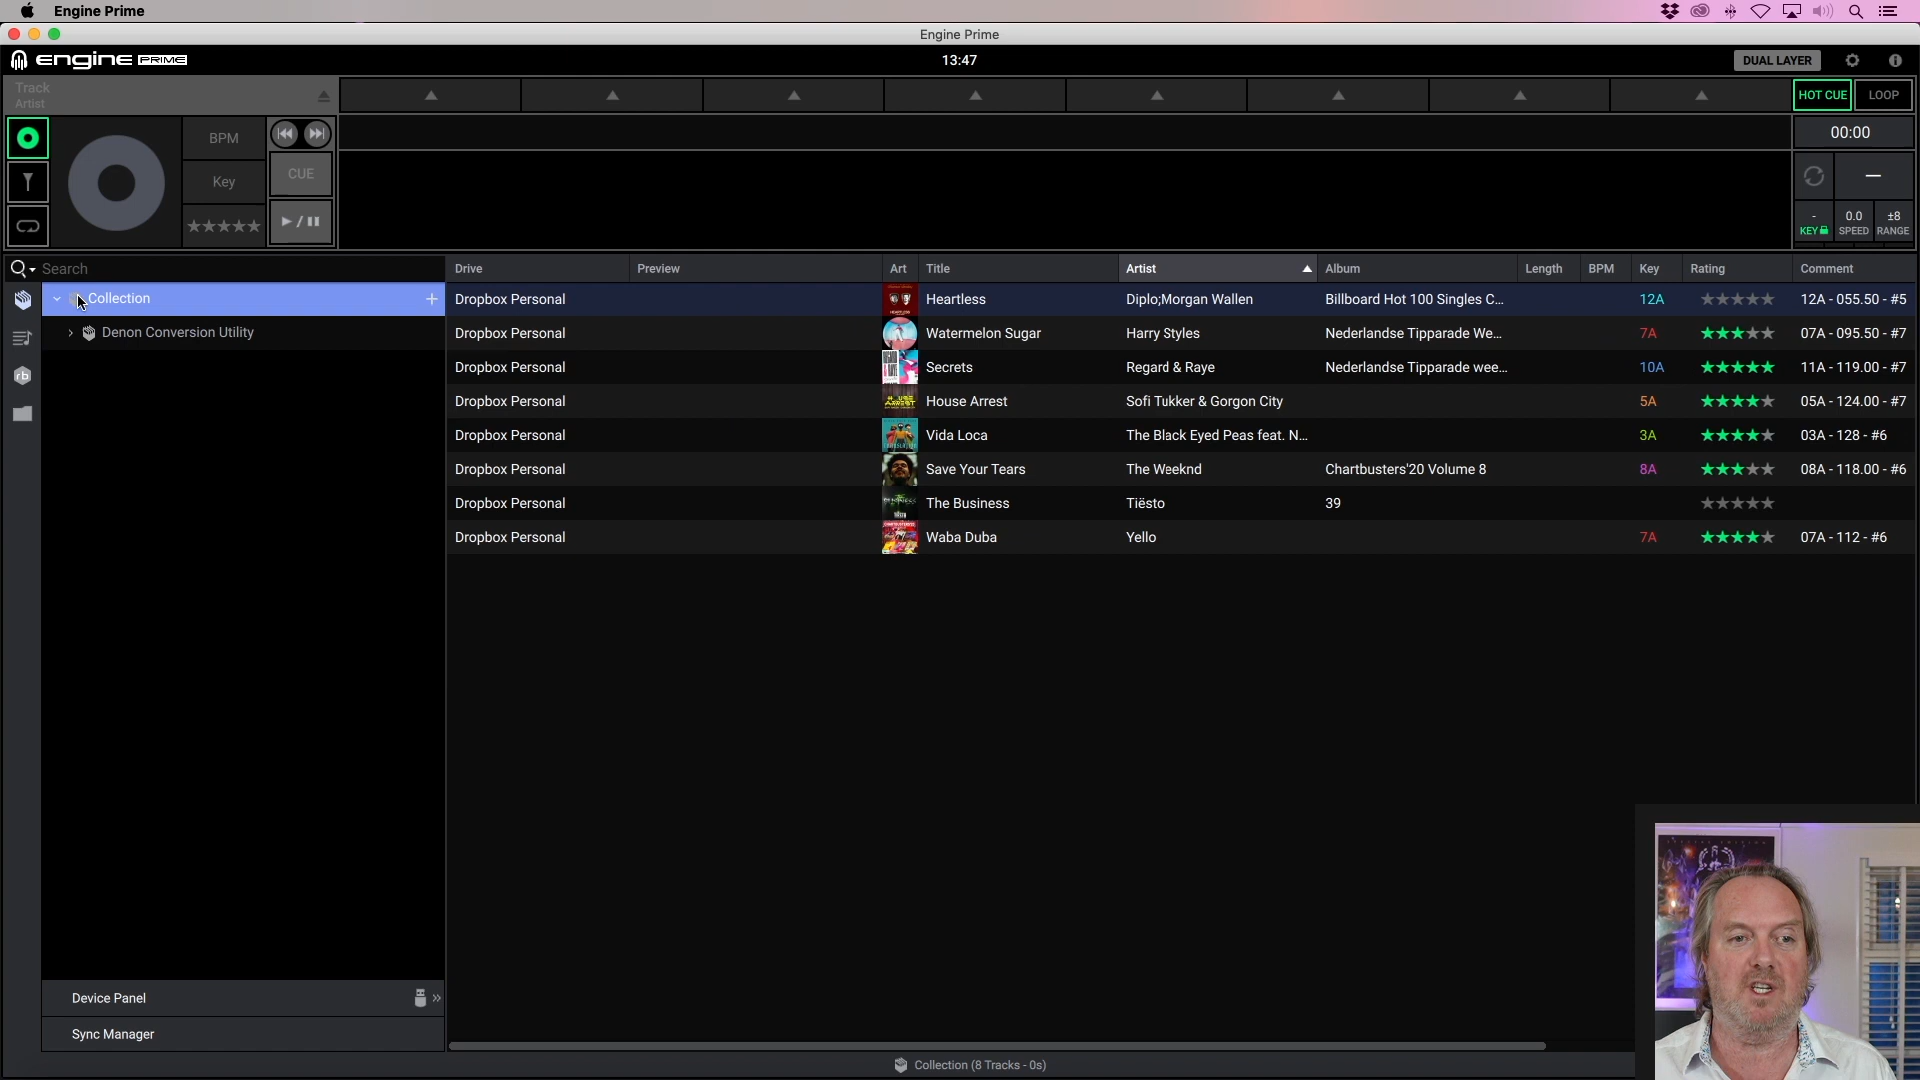 Engine Prime
Engine Prime
engine PRIME
13:47
DUAL LAYER
Track
Artist
HOT CUE
LOOP
BPM
Key
CUE
00:00
-
0.0
±8
KEY
SPEED
RANGE
Search
Drive Preview Art Title Artist Album Length BPM Key Rating Comment
Collection
Denon Conversion Utility
Dropbox Personal Heartless Diplo;Morgan Wallen Billboard Hot 100 Singles C... 12A 12A - 055.50 - #5
Dropbox Personal Watermelon Sugar Harry Styles Nederlandse Tipparade We... 7A 07A - 095.50 - #7
Dropbox Personal Secrets Regard & Raye Nederlandse Tipparade wee... 10A 11A - 119.00 - #7
Dropbox Personal House Arrest Sofi Tukker & Gorgon City 5A 05A - 124.00 - #7
Dropbox Personal Vida Loca The Black Eyed Peas feat. N... 3A 03A - 128 - #6
Dropbox Personal Save Your Tears The Weeknd Chartbusters'20 Volume 8 8A 08A - 118.00 - #6
Dropbox Personal The Business Tiësto 39
Dropbox Personal Waba Duba Yello 7A 07A - 112 - #6
Device Panel
Sync Manager
Collection (8 Tracks - 0s)